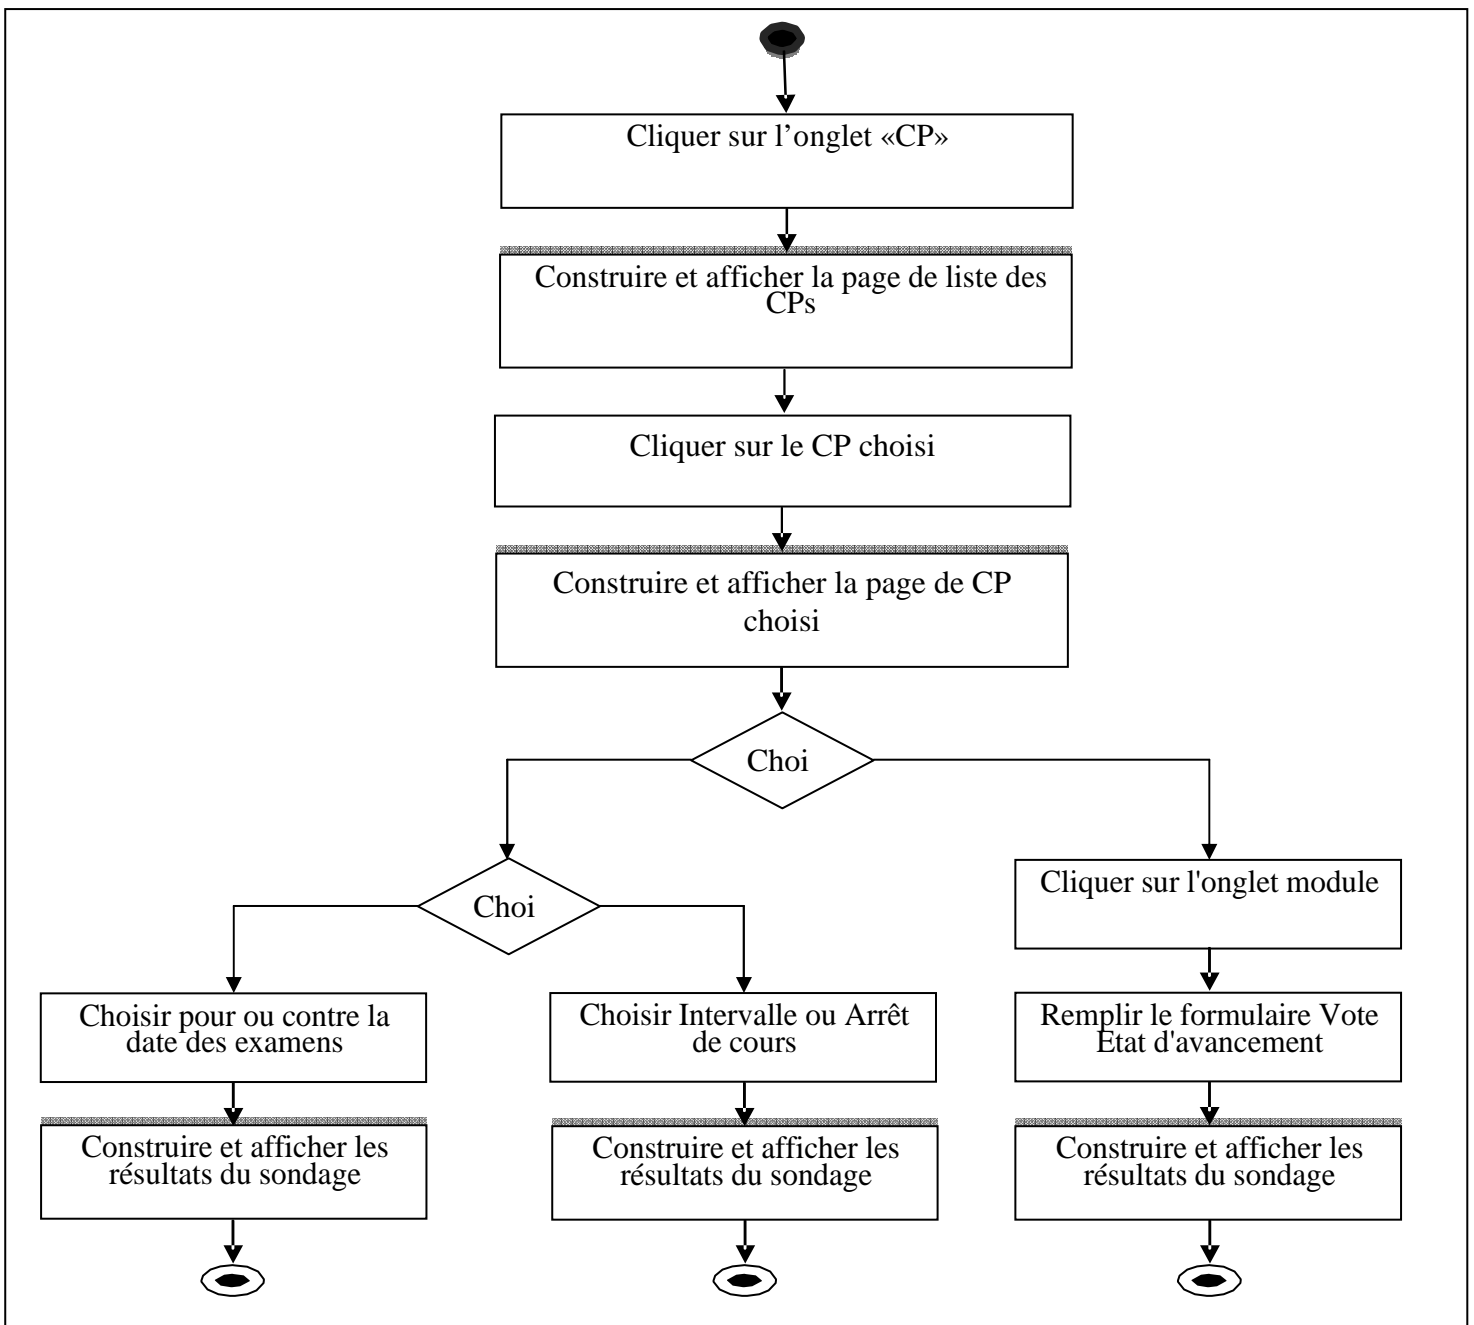 Cliquer sur l’onglet «CP»
Construire et afficher la page de liste des
CPs
Cliquer sur le CP choisi
Construire et afficher la page de CP
choisi
Choi
Choi
Cliquer sur l'onglet module
Choisir pour ou contre la
date des examens
Choisir Intervalle ou Arrêt
de cours
Remplir le formulaire Vote
Etat d'avancement
Construire et afficher les
résultats du sondage
Construire et afficher les
résultats du sondage
Construire et afficher les
résultats du sondage